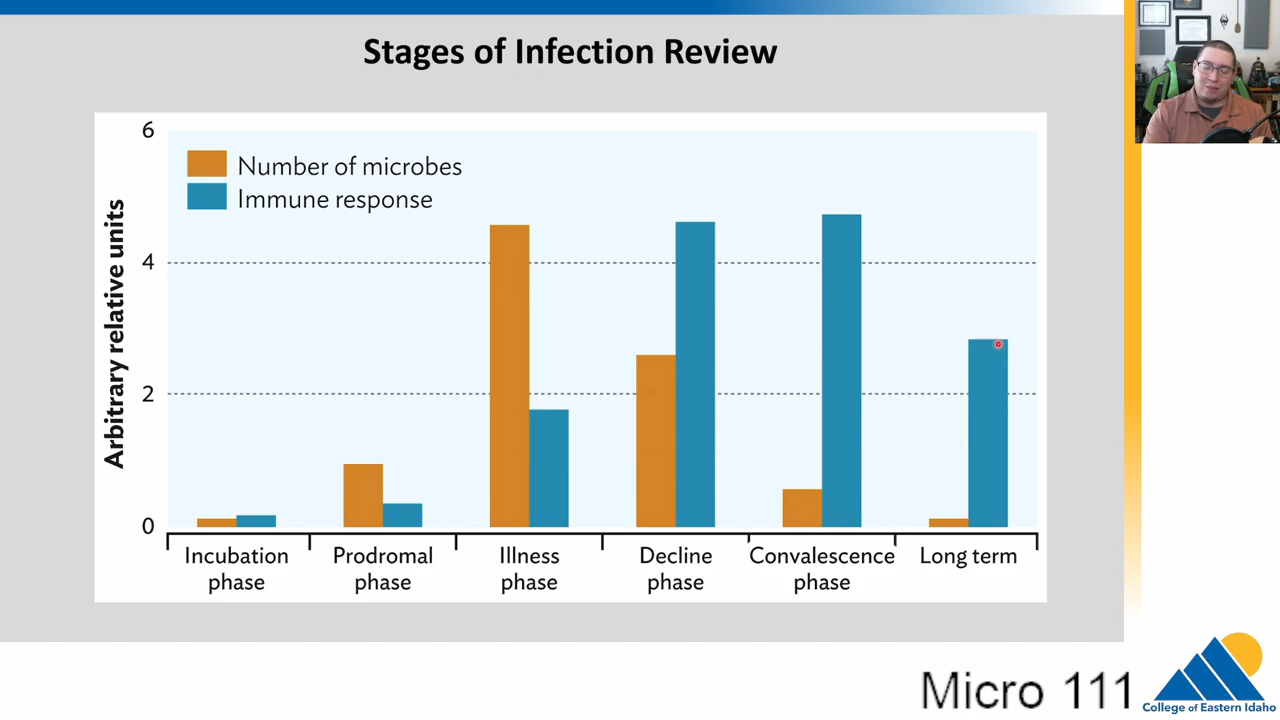 Stages of Infection Review
6
Number of microbes
Immune response
4
2
0
Arbitrary relative units
Incubation phase
Prodromal phase
Illness phase
Decline phase
Convalescence phase
Long term
Micro 111
College of Eastern Idaho